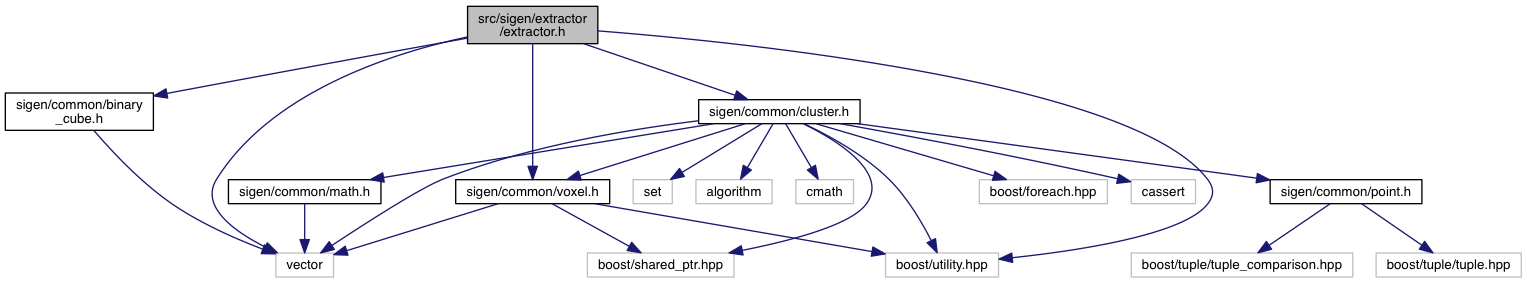 src/sigen/extractor
/extractor.h
sigen/common/binary
_cube.h
sigen/common/cluster.h
sigen/common/math.h
sigen/common/voxel.h
set
algorithm
cmath
boost/foreach.hpp
cassert
sigen/common/point.h
vector
boost/shared_ptr.hpp
boost/utility.hpp
boost/tuple/tuple_comparison.hpp
boost/tuple/tuple.hpp